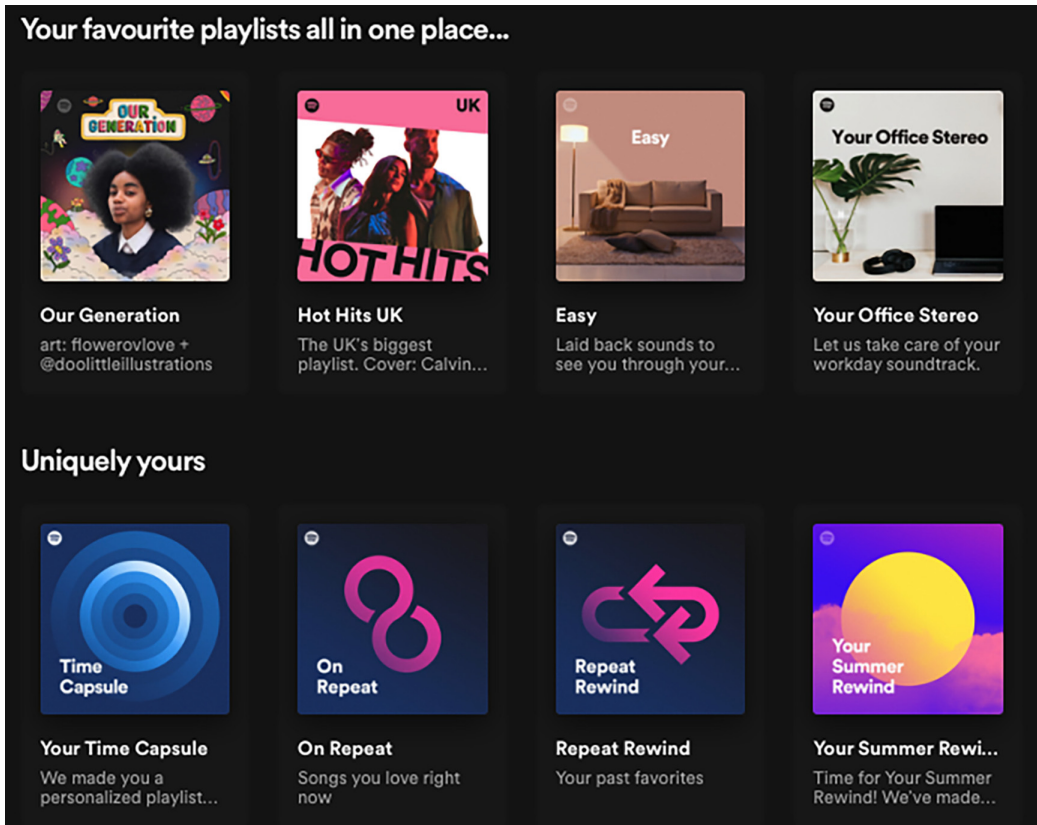 Your favourite playlists all in one place...
OUR
GENERATION
UK
HOT HITS
Easy
Your Office Stereo
Our Generation
art: flowerovlove +
@doolittleillustrations
Hot Hits UK
The UK's biggest
playlist. Cover: Calvin...
Easy
Laid back sounds to
see you through your...
Your Office Stereo
Let us take care of your
workday soundtrack.
Uniquely yours
Time
Capsule
On
Repeat
Repeat
Rewind
Your
Summer
Rewind
Your Time Capsule
We made you a
personalized playlist...
On Repeat
Songs you love right
now
Repeat Rewind
Your past favorites
Your Summer Rewi...
Time for Your Summer
Rewind! We've made...